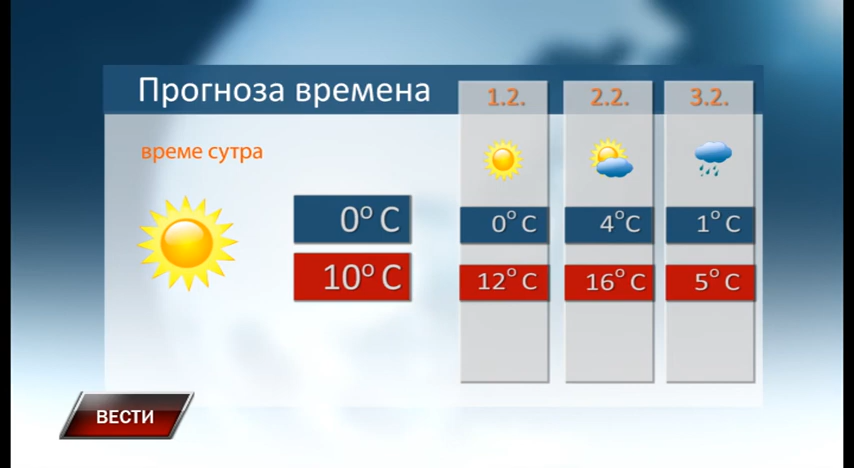 Прогноза времена
време сутра
0° C
10° C
1.2.
0° C
12° C
2.2.
4°C
16° C
3.2.
1° C
5° C
ВЕСТИ